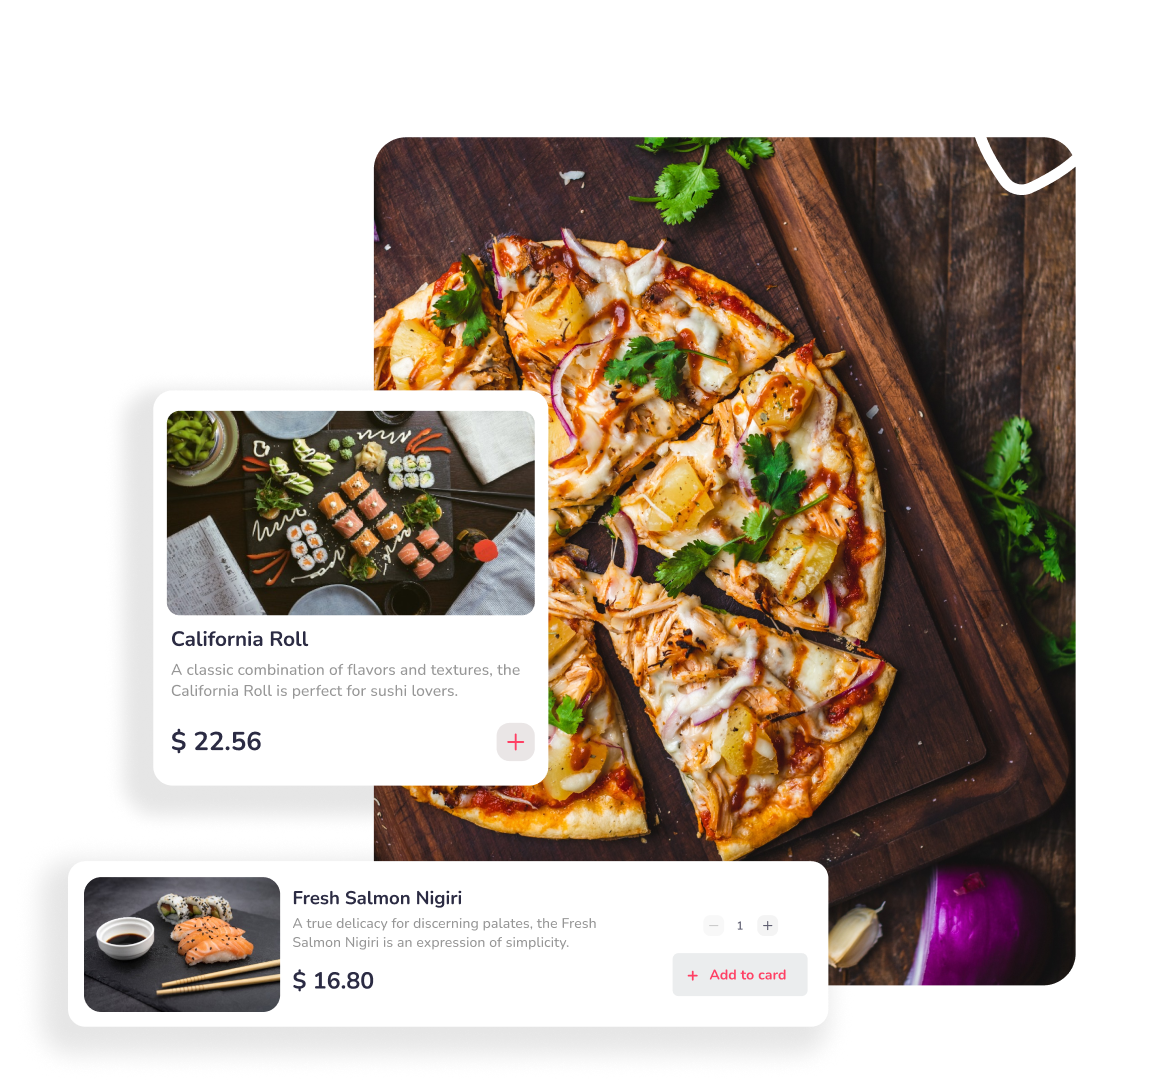 California Roll
A classic combination of flavors and textures, the
California Roll is perfect for sushi lovers.
$ 22.56
Fresh Salmon Nigiri
A true delicacy for discerning palates, the Fresh
Salmon Nigiri is an expression of simplicity.
$ 16.80
1
Add to card